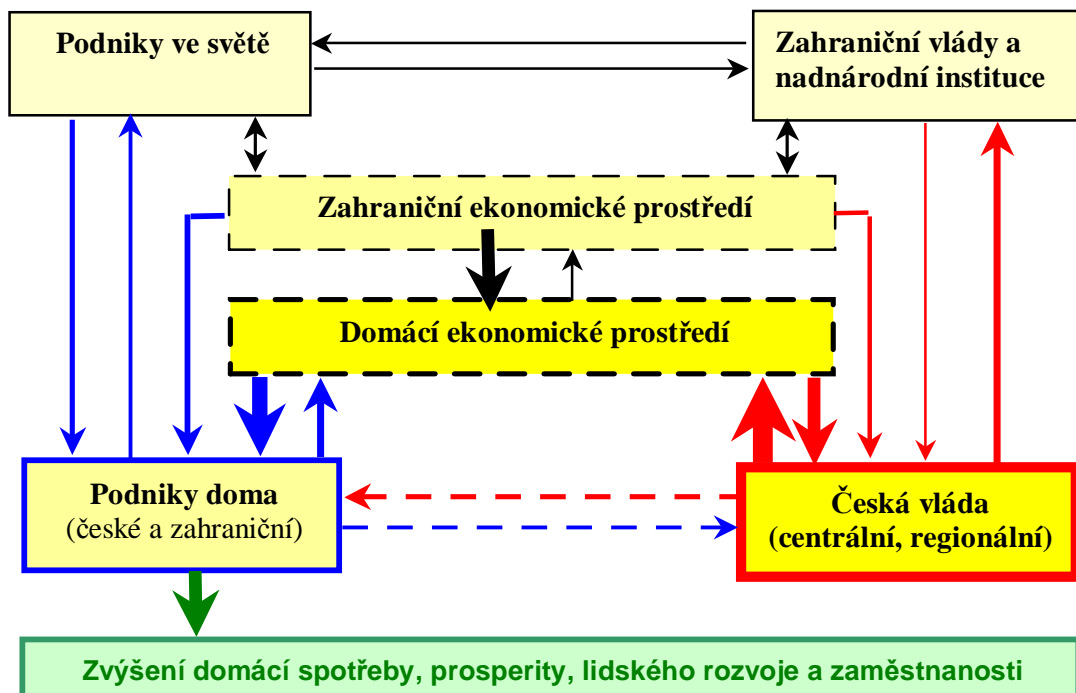 Podniky ve světě
Zahraniční vlády a
nadnárodní instituce
Zahraniční ekonomické prostředí
Domácí ekonomické prostředí
Podniky doma
(české a zahraniční)
Česká vláda
(centrální, regionální)
Zvýšení domácí spotřeby, prosperity, lidského rozvoje a zaměstnanosti